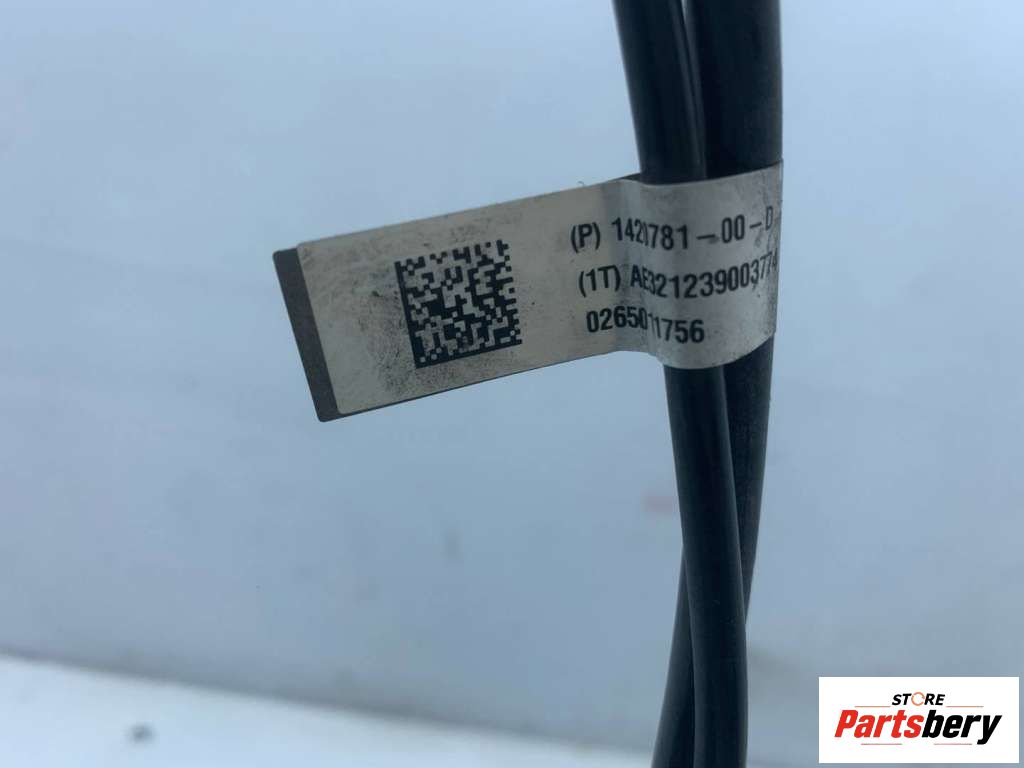 (P) 1420781-00-D
(1T) AE321239003774
0265011756
STORE
Partsbery